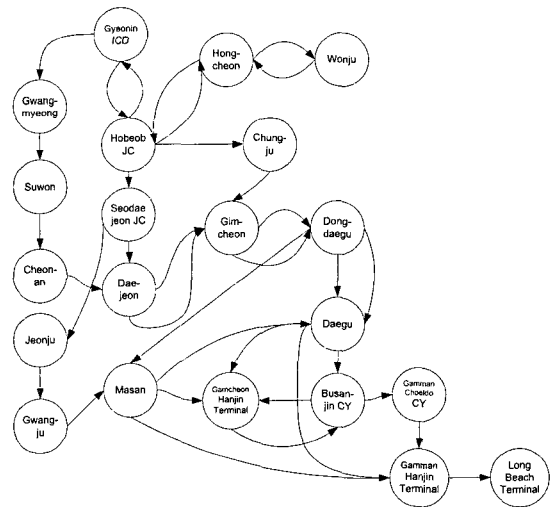 Gyeonin
ICD
Hong-
cheon
Wonju
Gwang-
myeong
Hobeob
JC
Chung-
ju
Suwon
Seodae
jeon JC
Gim-
cheon
Dong-
daegu
Cheon-
an
Dae-
jeon
Jeonju
Daegu
Masan
Gamcheon
Hanjin
Terminal
Busan-
jin CY
Gamman
Choeldo
CY
Gwang-
ju
Gamman
Hanjin
Terminal
Long
Beach
Terminal